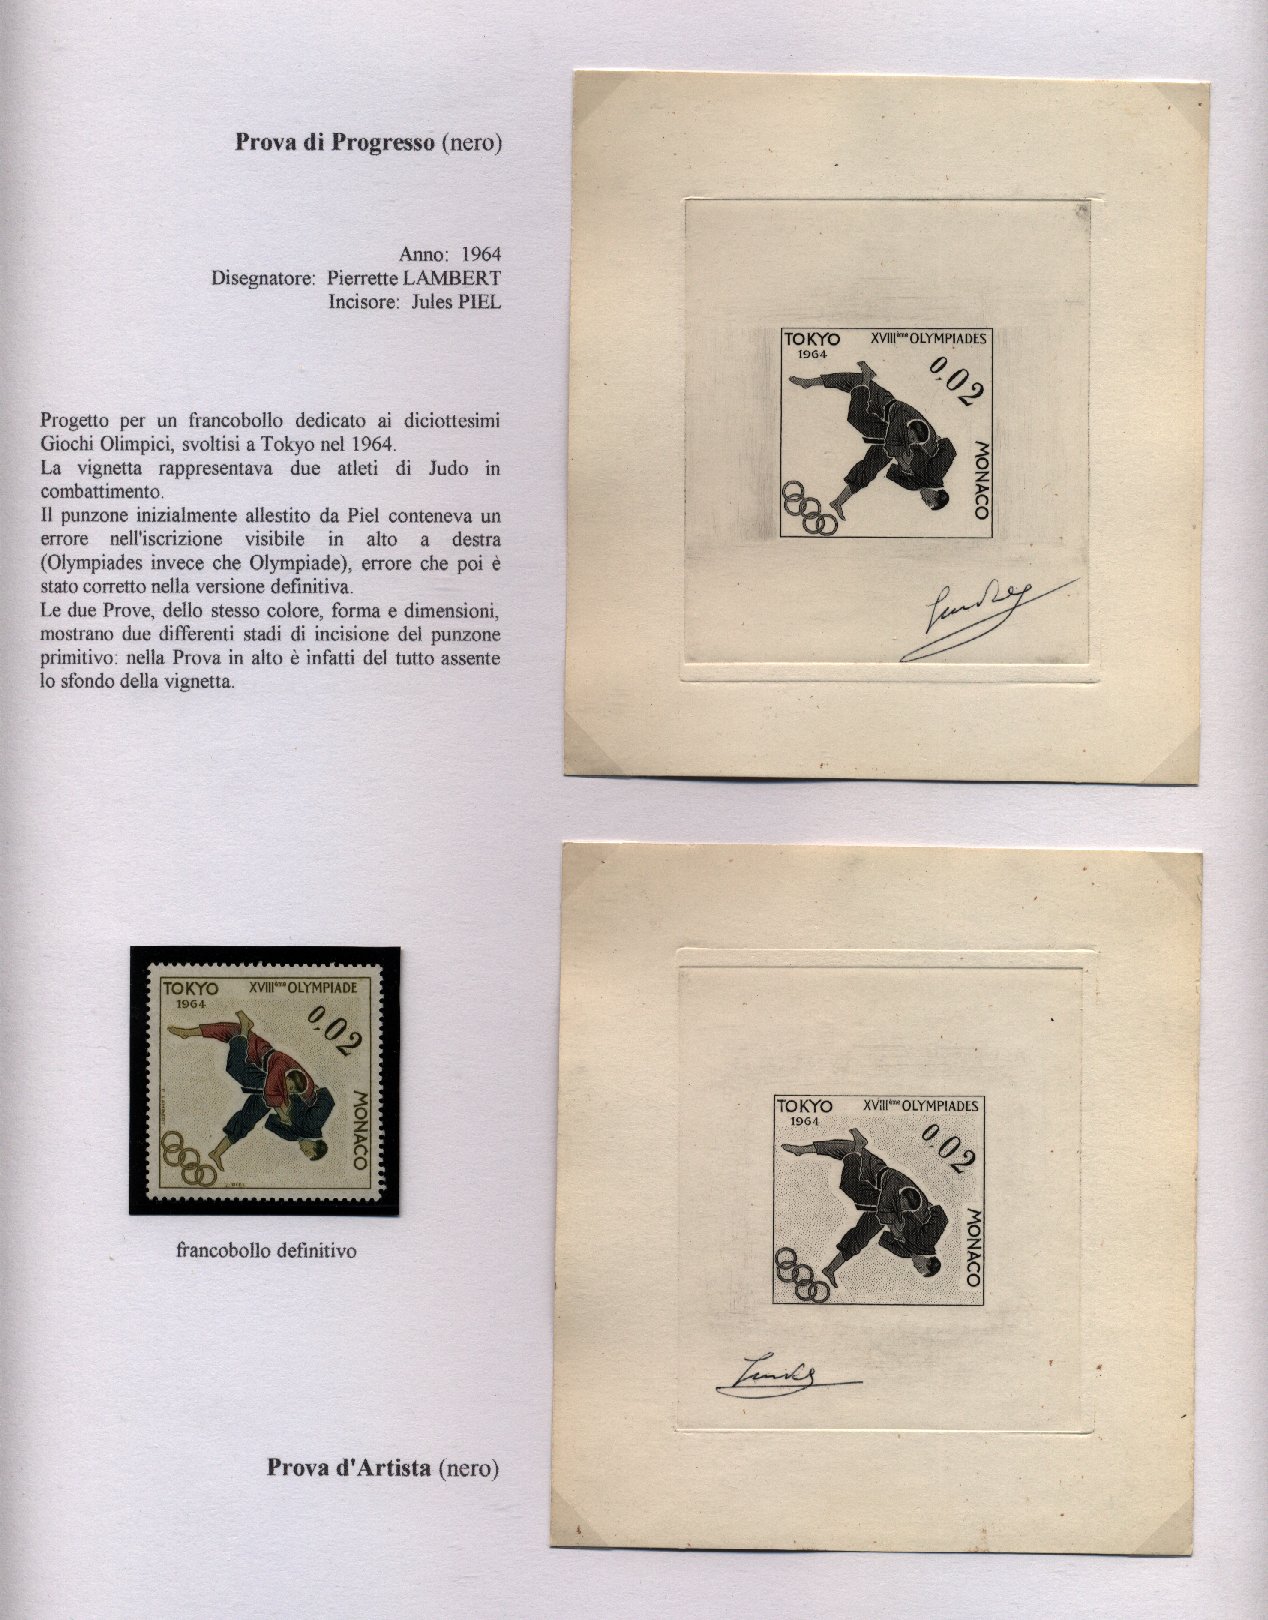 Prova di Progresso (nero)
Anno: 1964
Disegnatore: Pierrette LAMBERT
Incisore: Jules PIEL
Progetto per un francobollo dedicato ai diciottesimi
Giochi Olimpici, svoltisi a Tokyo nel 1964.
La vignetta rappresentava due atleti di Judo in
combattimento.
Il punzone inizialmente allestito da Piel conteneva un
errore nell'iscrizione visibile in alto a destra
(Olympiades invece che Olympiade), errore che poi è
stato corretto nella versione definitiva.
Le due Prove, dello stesso colore, forma e dimensioni,
mostrano due differenti stadi di incisione del punzone
primitivo: nella Prova in alto è infatti del tutto assente
lo sfondo della vignetta.
TOKYO XVIIIème OLYMPIADES
1964
0,02
MONACO
TOKYO XVIIIème OLYMPIADE
1964
0,02
MONACO
francobollo definitivo
TOKYO XVIIIème OLYMPIADES
1964
0,02
MONACO
Prova d'Artista (nero)